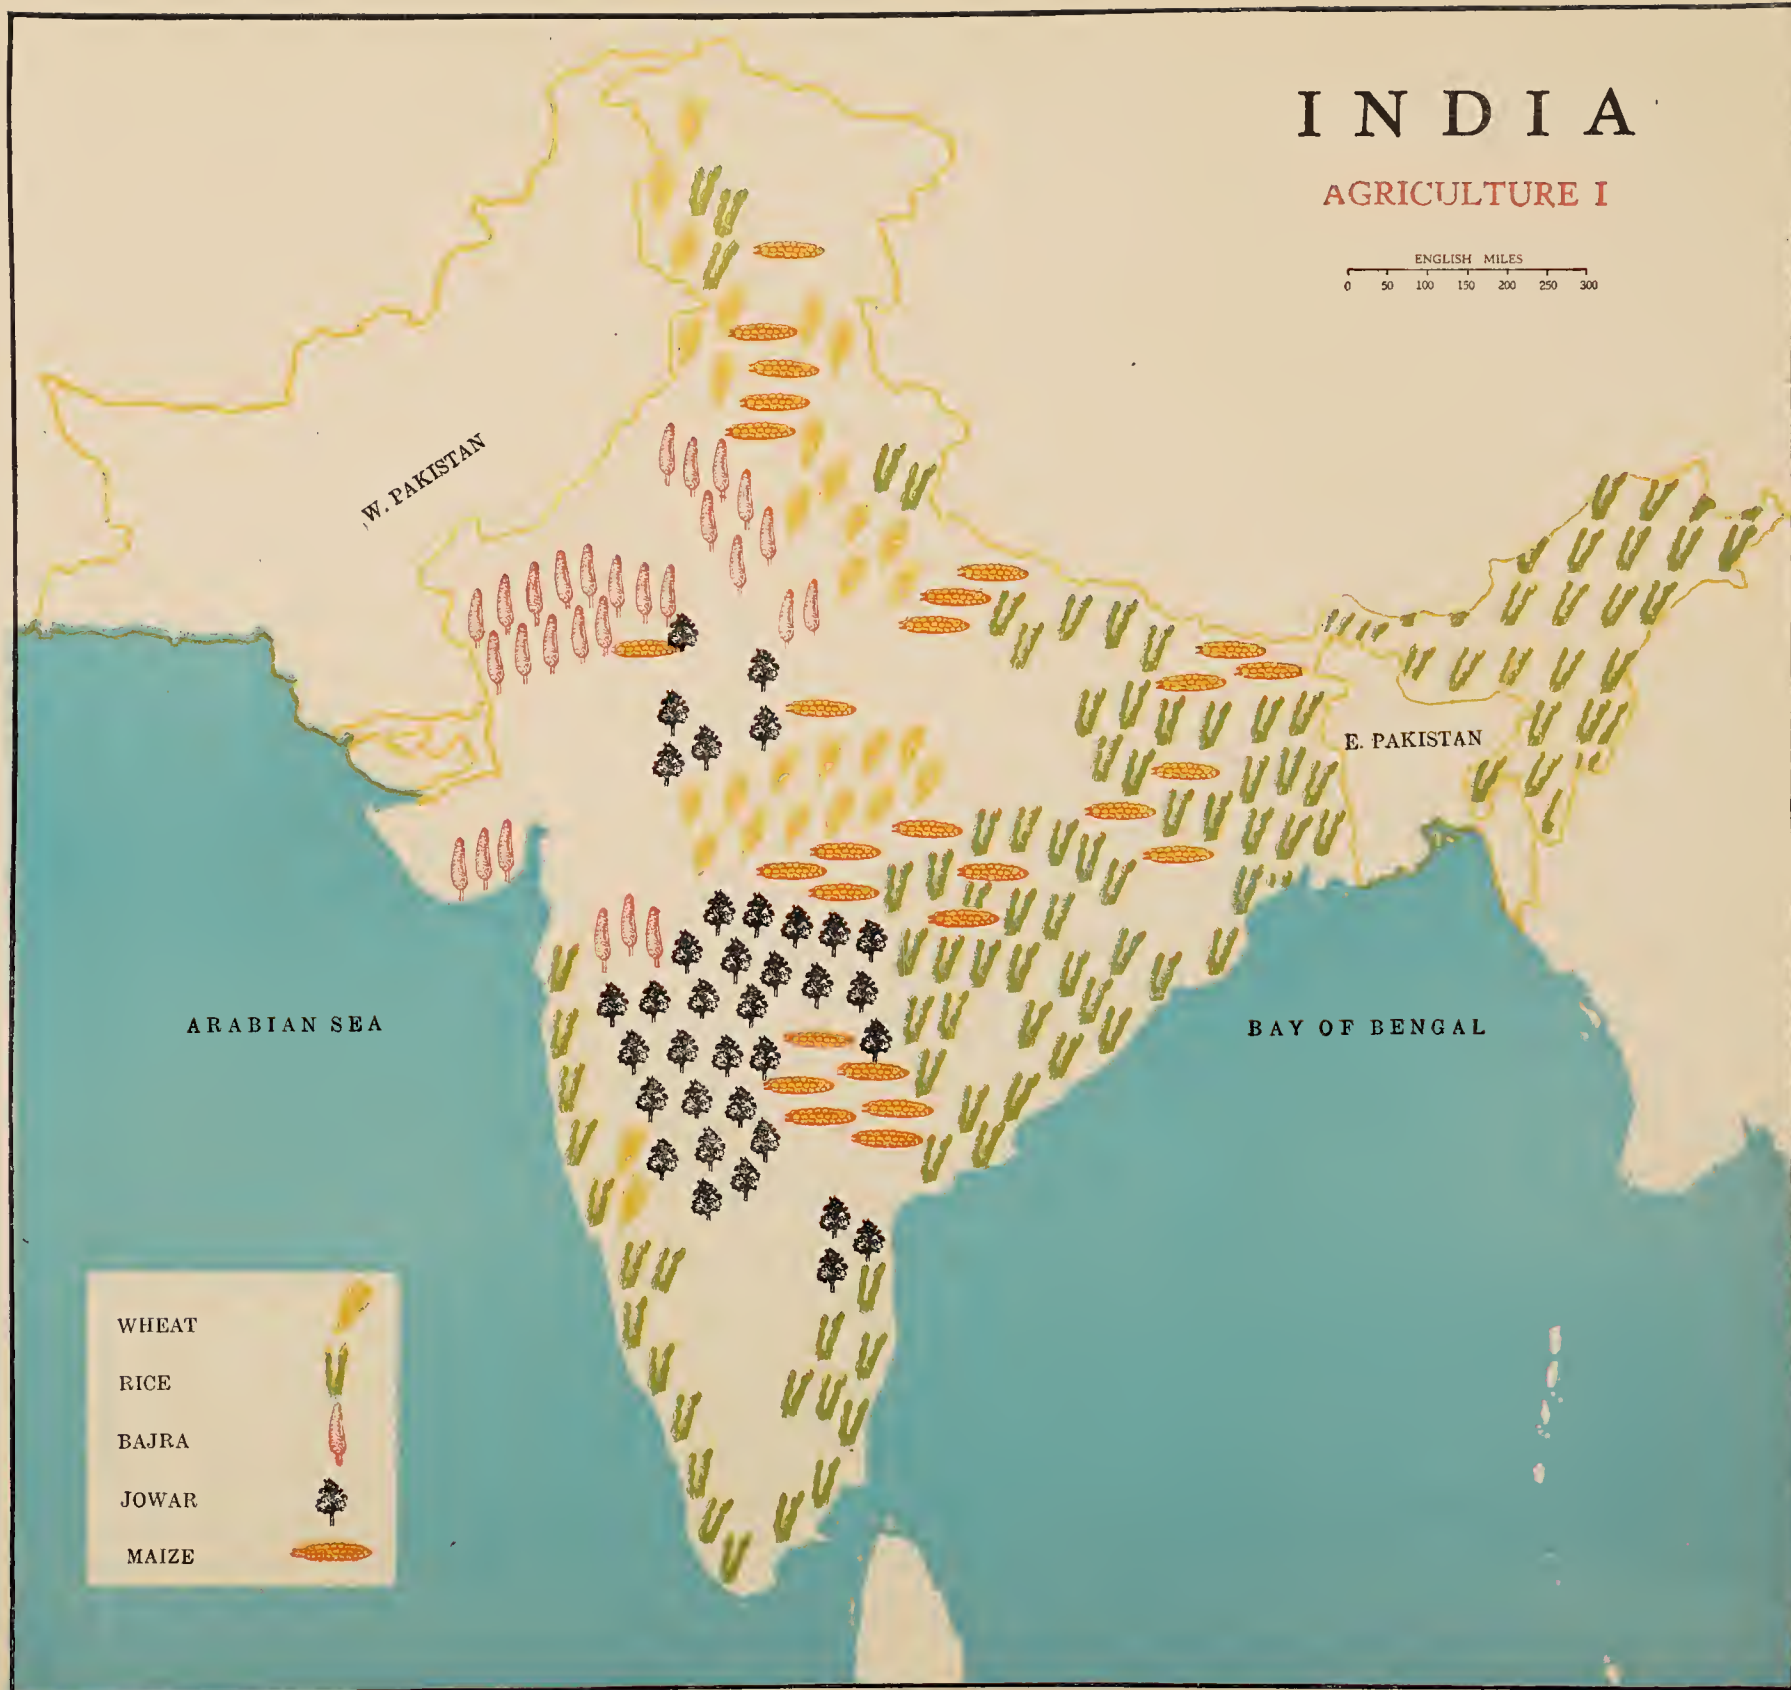 INDIA
AGRICULTURE I
ENGLISH MILES
0 50 100 150 200 250 300
W. PAKISTAN
E. PAKISTAN
ARABIAN SEA
BAY OF BENGAL
WHEAT
RICE
BAJRA
JOWAR
MAIZE